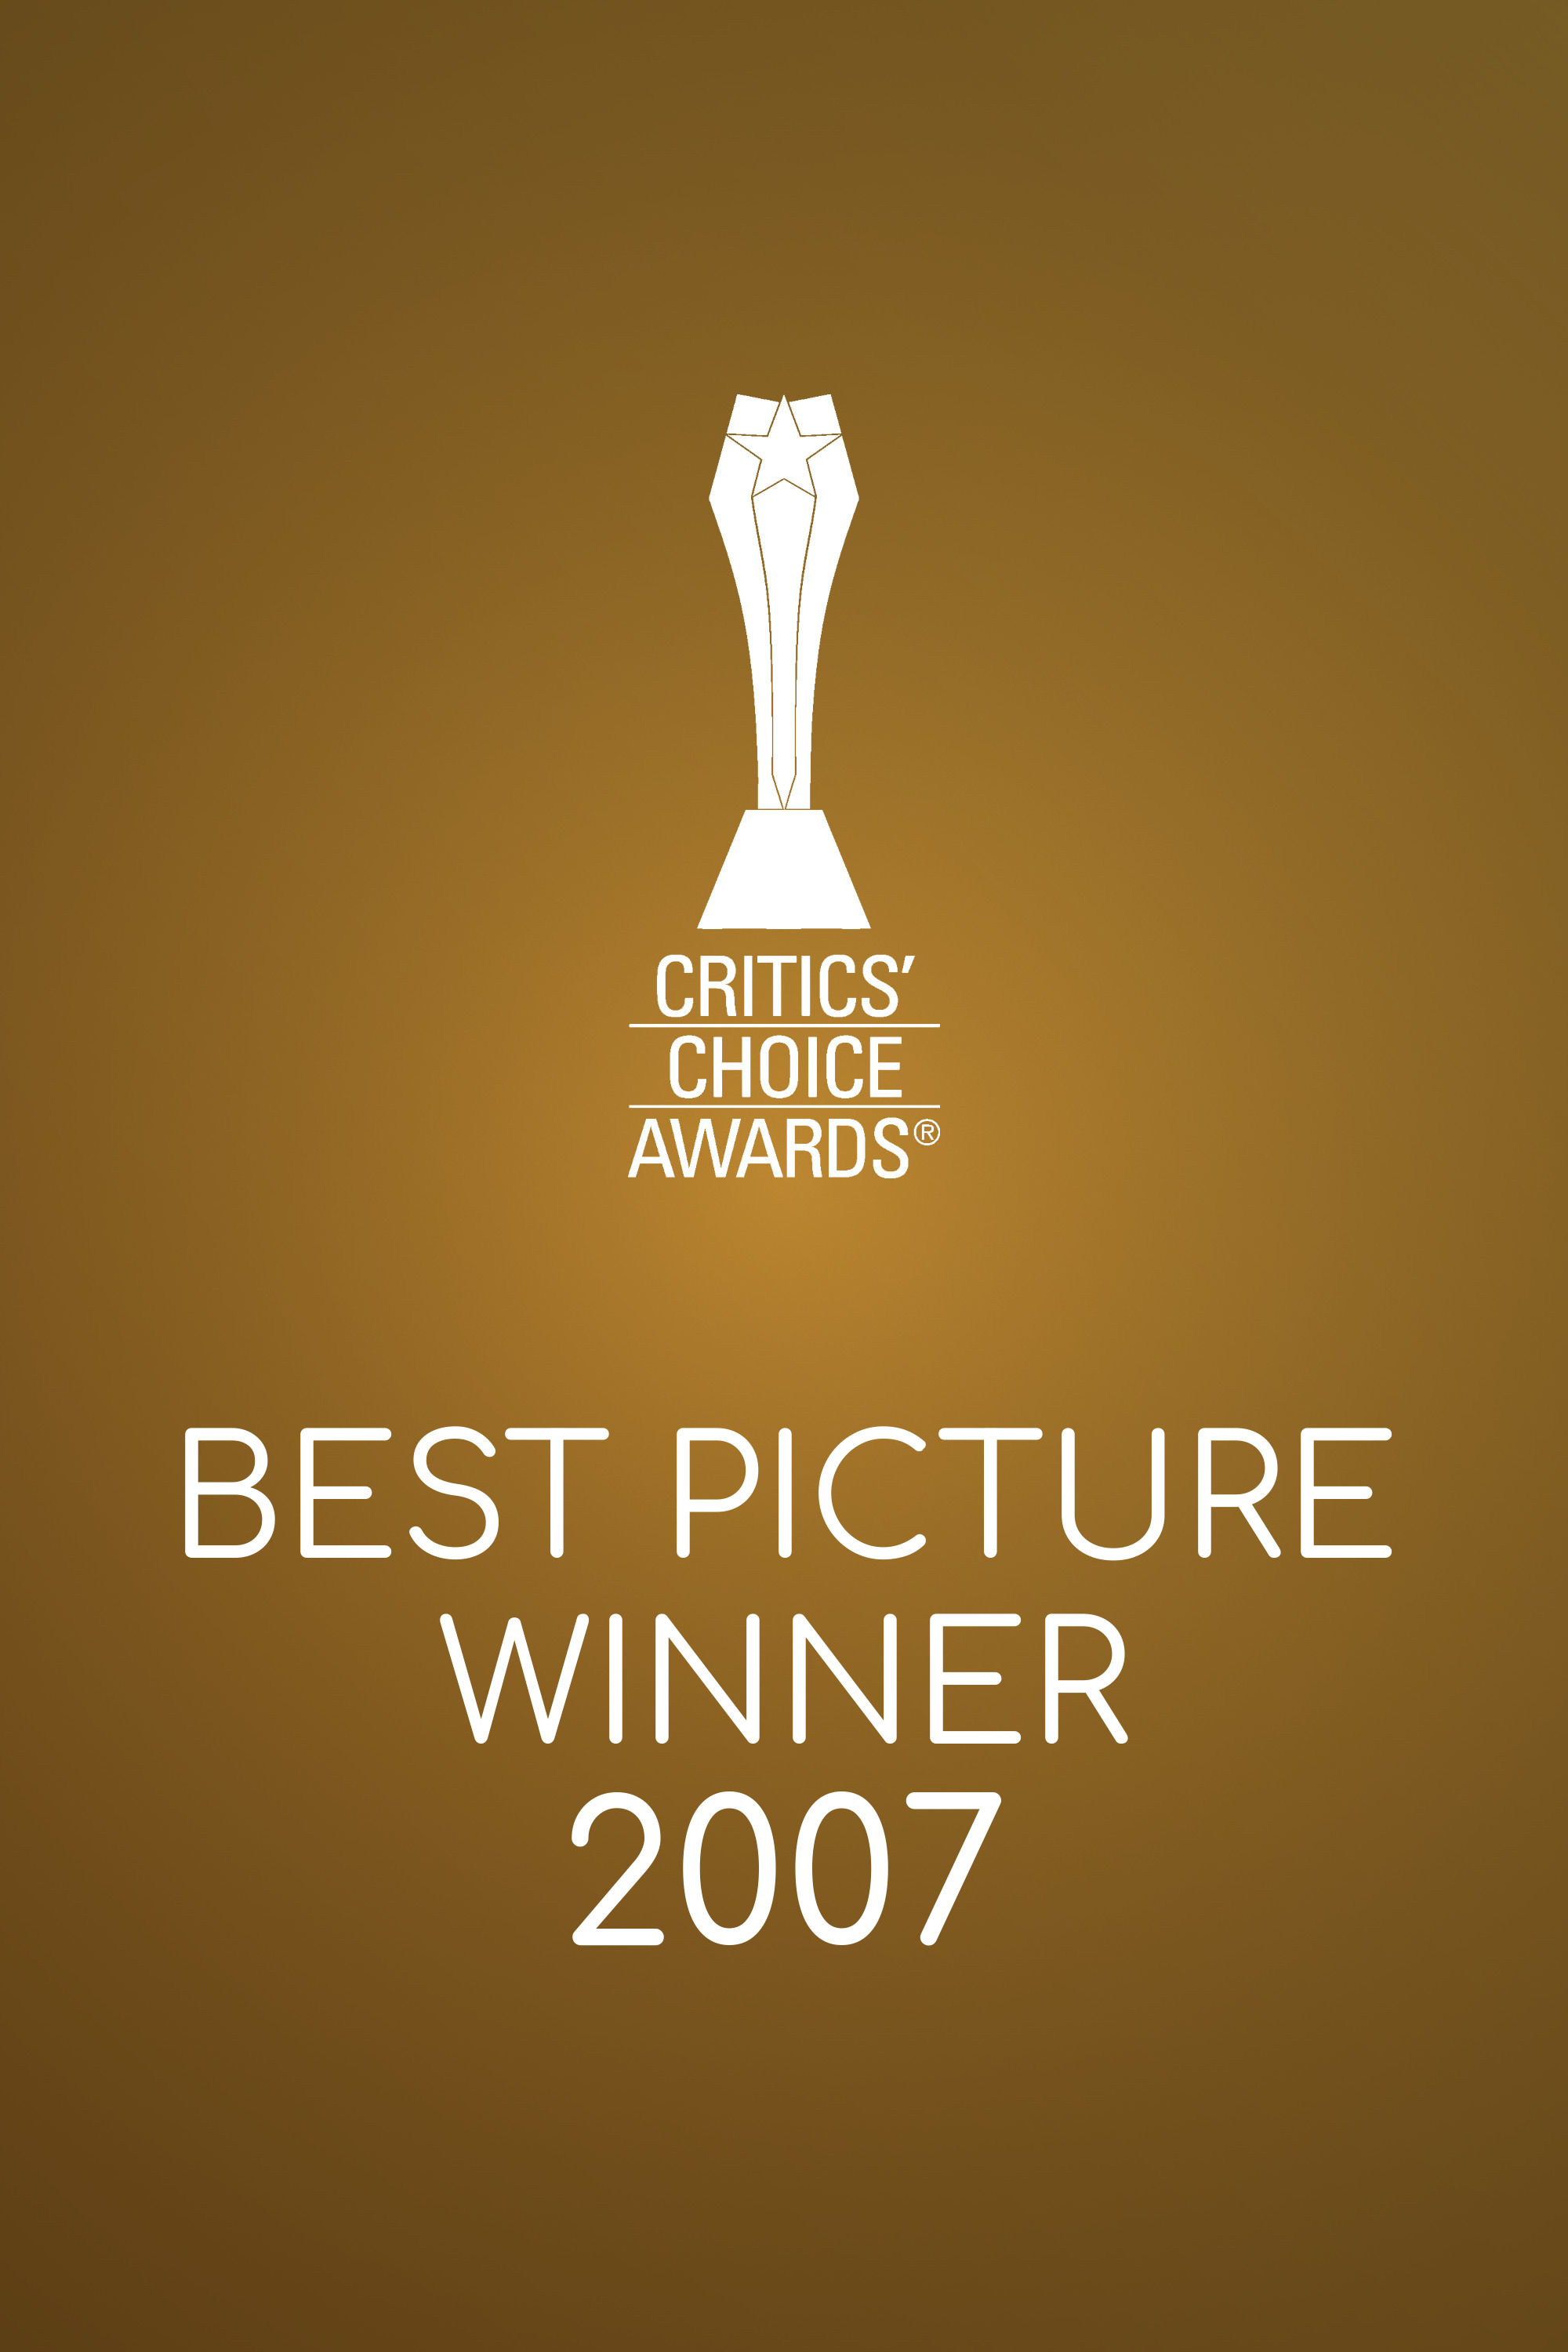 CRITICS'
CHOICE
AWARDS®
BEST PICTURE
WINNER
2007